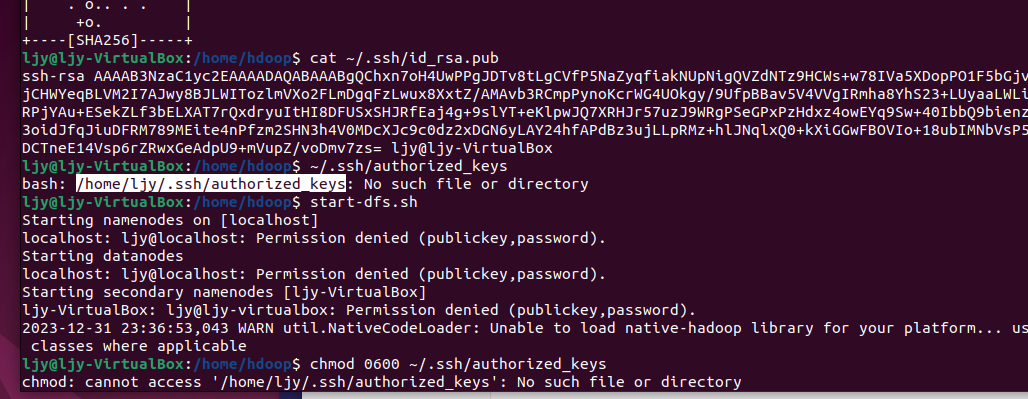 |     . o.. . .    |
|      +o.         |
+----[SHA256]-----+
ljy@ljy-VirtualBox:/home/hdoop$ cat ~/.ssh/id_rsa.pub
ssh-rsa AAAAB3NzaC1yc2EAAAADAQABAAABgQChxn7oH4UwPPgJDTv8tLgCVfP5NaZyqfiakNUpNigQVZdNTz9HCWs+w78IVa5XDopPO1F5bGjv
jCHWYeqBLVM2I7AJwy8BJLWITozlmVXo2FLmDgqFzLwux8XxtZ/AMAvb3RCmpPynoKcrWG4UOkgy/9UfpBBav5V4VVgIRmha8YhS23+LUyaaLWLi
RPjYAu+ESekZLf3bELXAT7rQxdryuItHI8DFUSxSHJRfEaj4g+9slYT+eKlpwJQ7XRHJr57uzJ9WRgPSeGPxPzHdxz4owEYq9Sw+40IbbQ9bienz
3oidJfqJiuDFRM789MEite4nPfzm2SHN3h4V0MDcXJc9c0dz2xDGN6yLAY24hfAPdBz3ujLLpRMz+hlJNqlxQ0+kXiGGwFBOVIo+18ubIMNbVsP5
DCTneE14Vsp6rZRwxGeAdpU9+mVupZ/voDmv7zs= ljy@ljy-VirtualBox
ljy@ljy-VirtualBox:/home/hdoop$ ~/.ssh/authorized_keys
bash: /home/ljy/.ssh/authorized_keys: No such file or directory
ljy@ljy-VirtualBox:/home/hdoop$ start-dfs.sh
Starting namenodes on [localhost]
localhost: ljy@localhost: Permission denied (publickey,password).
Starting datanodes
localhost: ljy@localhost: Permission denied (publickey,password).
Starting secondary namenodes [ljy-VirtualBox]
ljy-VirtualBox: ljy@ljy-virtualbox: Permission denied (publickey,password).
2023-12-31 23:36:53,043 WARN util.NativeCodeLoader: Unable to load native-hadoop library for your platform... us
 classes where applicable
ljy@ljy-VirtualBox:/home/hdoop$ chmod 0600 ~/.ssh/authorized_keys
chmod: cannot access '/home/ljy/.ssh/authorized_keys': No such file or directory